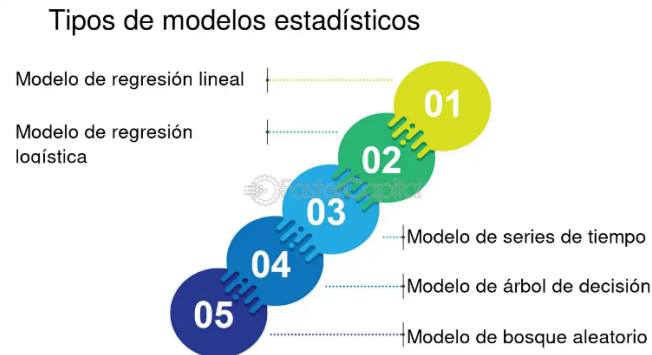 Tipos de modelos estadísticos
Modelo de regresión lineal
01
Modelo de regresión
logística
02
FasterCapital
03
Modelo de series de tiempo
04
Modelo de árbol de decisión
05
Modelo de bosque aleatorio